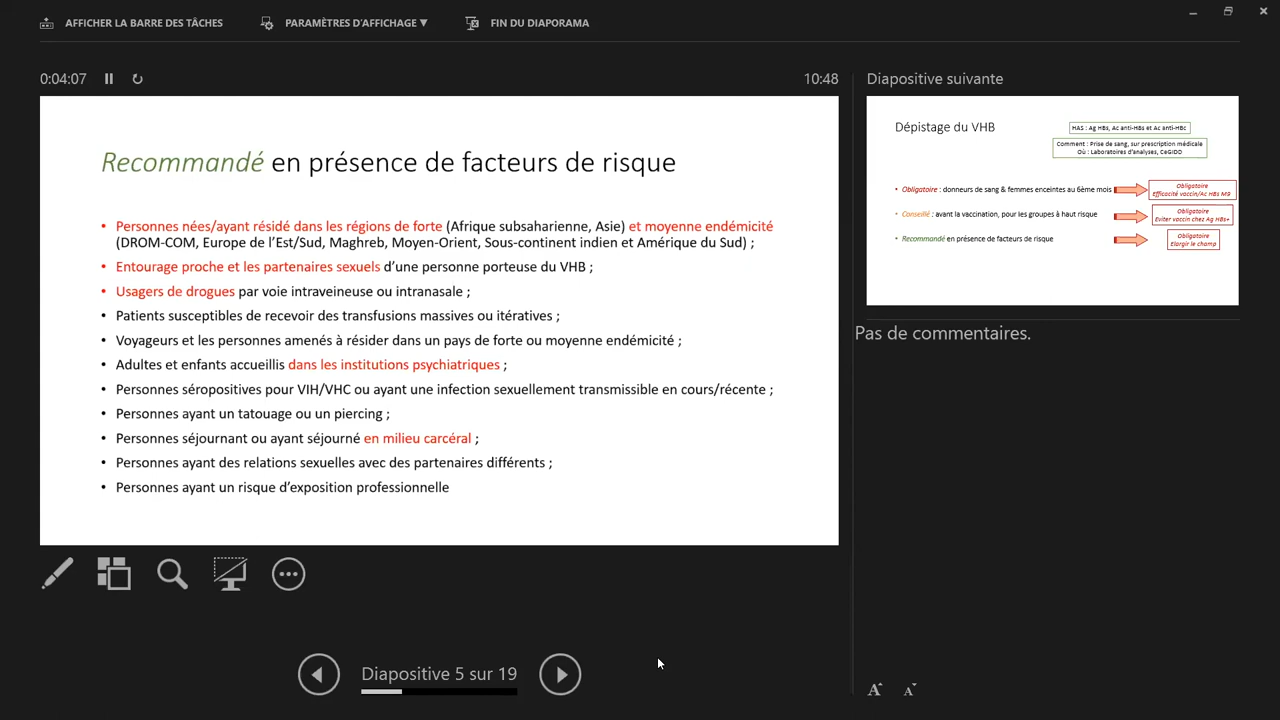 AFFICHER LA BARRE DES TÂCHES
PARAMÈTRES D'AFFICHAGE ▼
FIN DU DIAPORAMA
0:04:07
10:48
Recommandé en présence de facteurs de risque
• Personnes nées/ayant résidé dans les régions de forte (Afrique subsaharienne, Asie) et moyenne endémicité
(DROM-COM, Europe de l'Est/Sud, Maghreb, Moyen-Orient, Sous-continent indien et Amérique du Sud) ;
• Entourage proche et les partenaires sexuels d'une personne porteuse du VHB ;
• Usagers de drogues par voie intraveineuse ou intranasale ;
• Patients susceptibles de recevoir des transfusions massives ou itératives ;
• Voyageurs et les personnes amenés à résider dans un pays de forte ou moyenne endémicité ;
• Adultes et enfants accueillis dans les institutions psychiatriques ;
• Personnes séropositives pour VIH/VHC ou ayant une infection sexuellement transmissible en cours/récente ;
• Personnes ayant un tatouage ou un piercing ;
• Personnes séjournant ou ayant séjourné en milieu carcéral ;
• Personnes ayant des relations sexuelles avec des partenaires différents ;
• Personnes ayant un risque d'exposition professionnelle
Diapositive 5 sur 19
Diapositive suivante
Dépistage du VHB
HAS : Ag HBs, Ac anti-HBs et Ac anti-HBc
Comment : Prise de sang, sur prescription médicale
Où : Laboratoires d'analyses, CeGIDD
• Obligatoire : donneurs de sang & femmes enceintes au 6ème mois
Obligatoire
Efficacité vaccin/Ac HBs M9
• Conseillé : avant la vaccination, pour les groupes à haut risque
Obligatoire
Eviter vaccin chez Ag HBs+
• Recommandé en présence de facteurs de risque
Obligatoire
Elargir le champ
Pas de commentaires.
A A